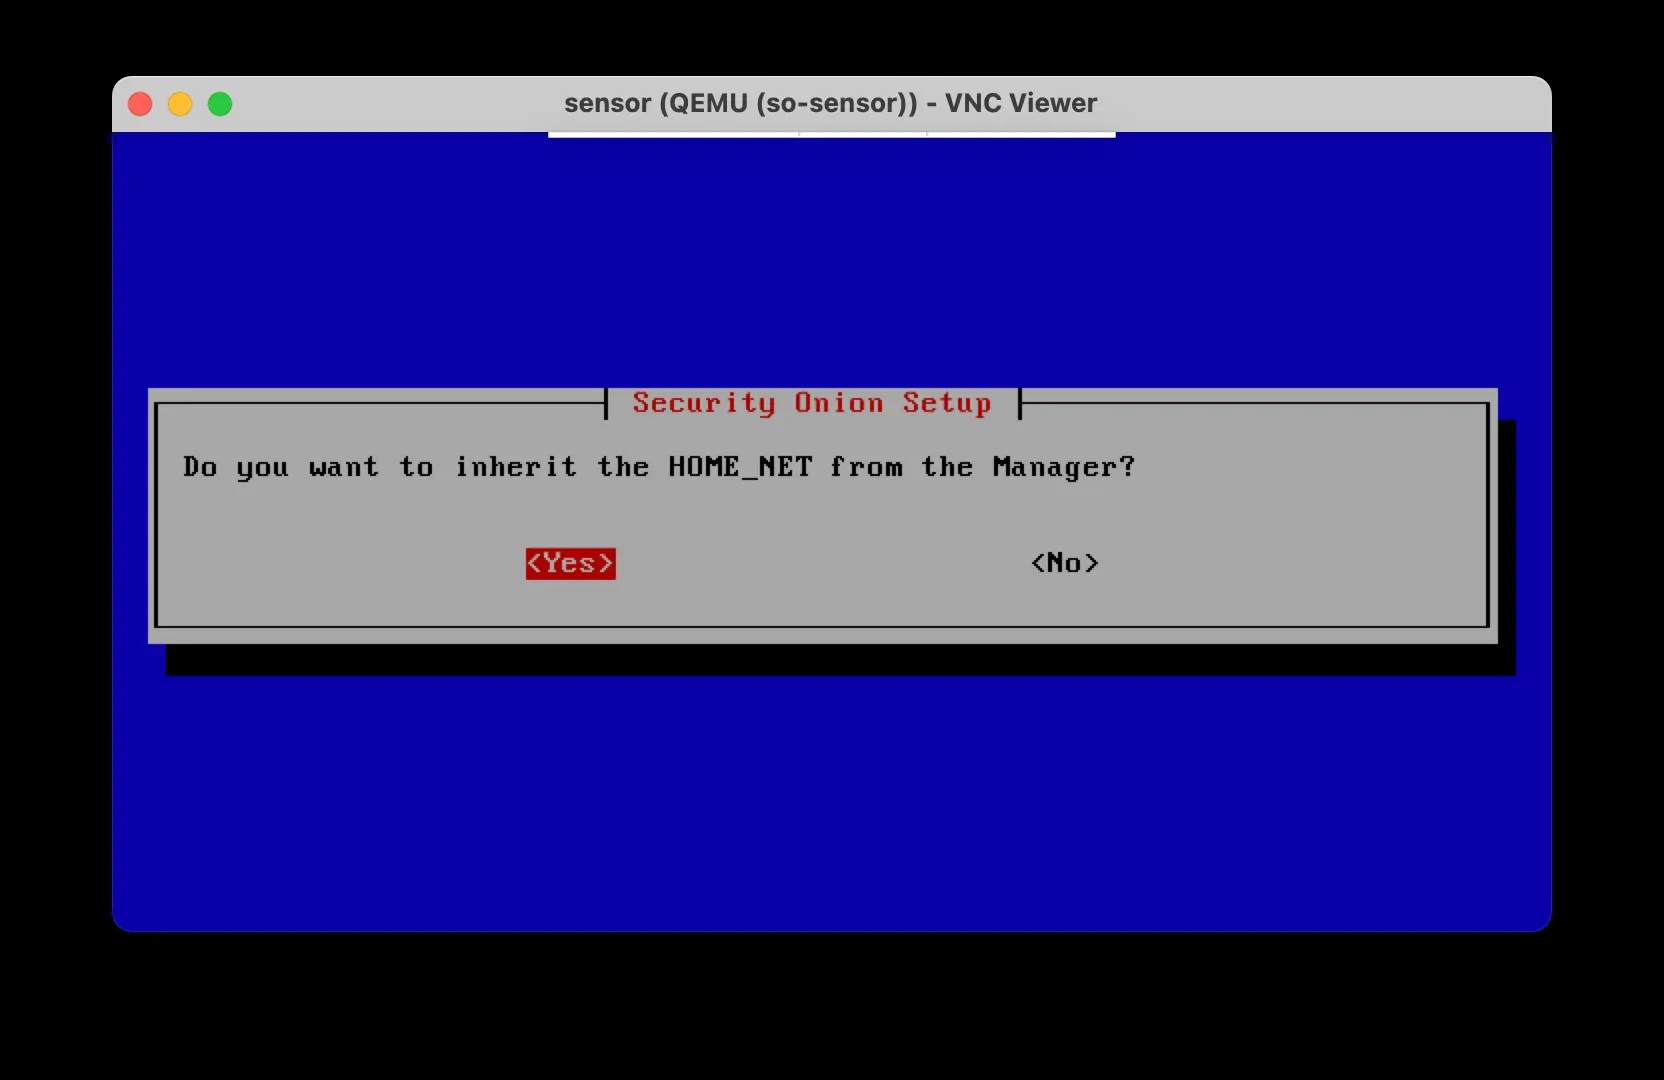 sensor (QEMU (so-sensor)) - VNC Viewer
Security Onion Setup
Do you want to inherit the HOME_NET from the Manager?
<Yes> <No>